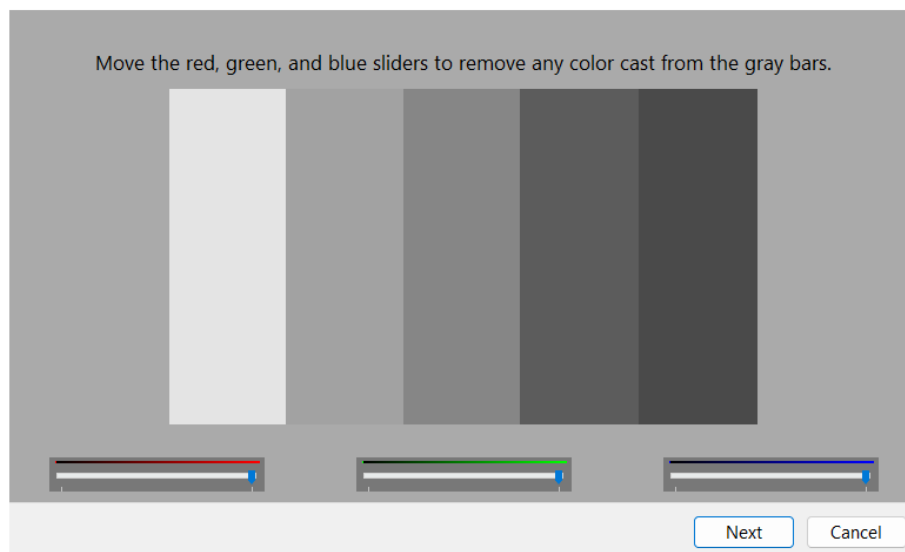 Move the red, green, and blue sliders to remove any color cast from the gray bars.
Next Cancel